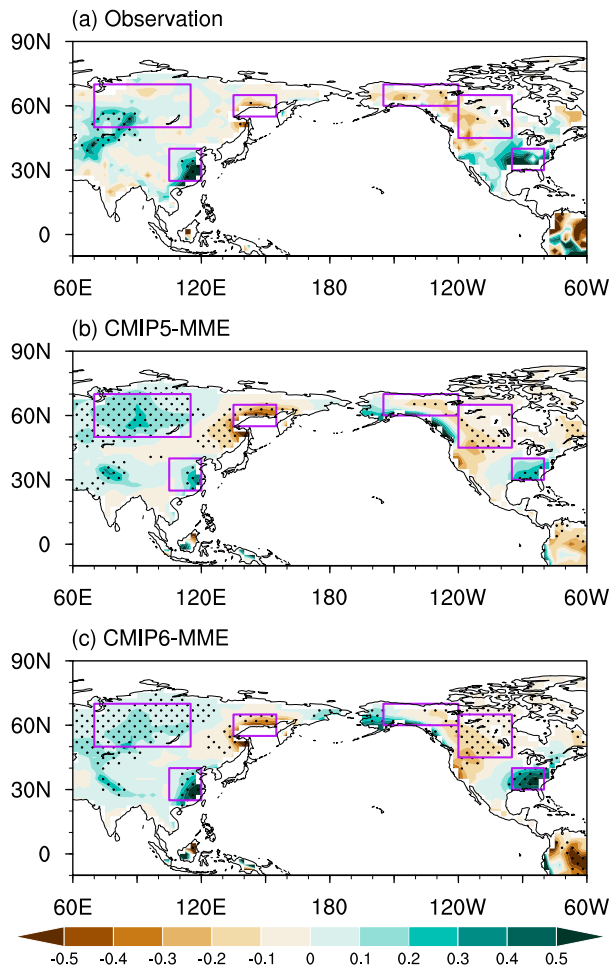 (a) Observation
90N
60N
30N
0
60E 120E 180 120W 60W
(b) CMIP5-MME
90N
60N
30N
0
60E 120E 180 120W 60W
(c) CMIP6-MME
90N
60N
30N
0
60E 120E 180 120W 60W
-0.5 -0.4 -0.3 -0.2 -0.1 0 0.1 0.2 0.3 0.4 0.5